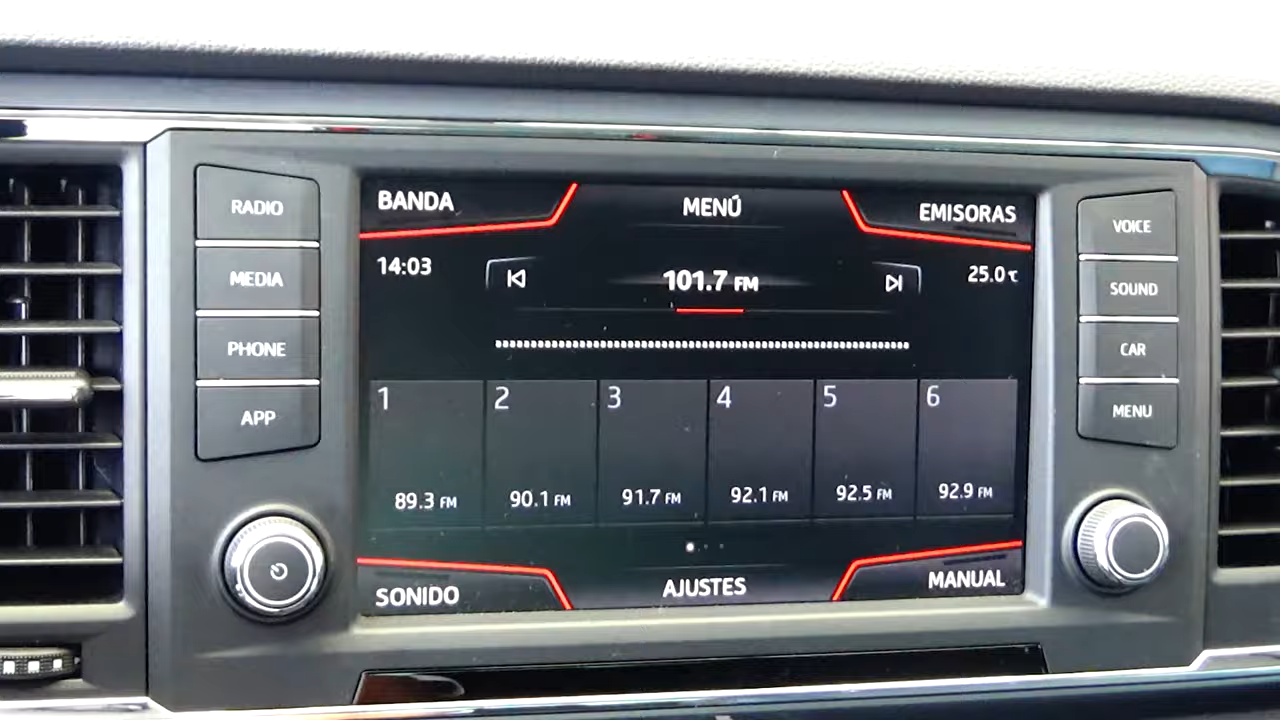 RADIO
MEDIA
PHONE
APP
BANDA
MENÚ
EMISORAS
14:03
101.7 FM
25.0 °C
1 2 3 4 5 6
89.3 FM 90.1 FM 91.7 FM 92.1 FM 92.5 FM 92.9 FM
SONIDO
AJUSTES
MANUAL
VOICE
SOUND
CAR
MENU